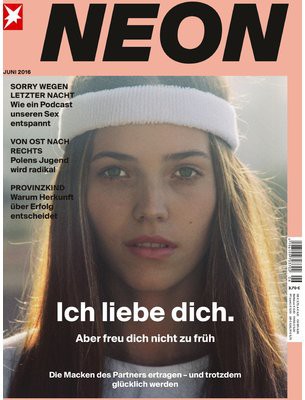 stern
NEON
JUNI 2016
SORRY WEGEN
LETZTER NACHT
Wie ein Podcast
unseren Sex
entspannt
VON OST NACH
RECHTS
Polens Jugend
wird radikal
PROVINZKIND
Warum Herkunft
über Erfolg
entscheidet
3,70 €
Ich liebe dich.
Aber freu dich nicht zu früh
Die Macken des Partners ertragen – und trotzdem
glücklich werden